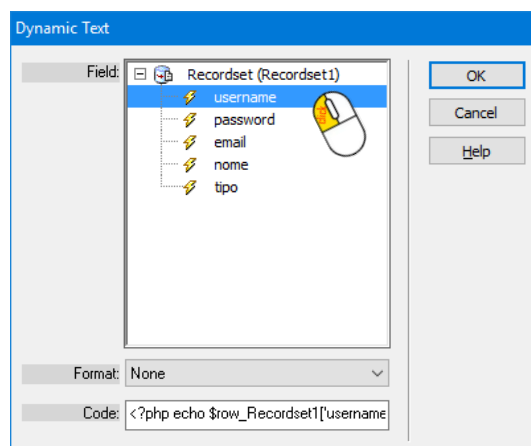 Dynamic Text
Field:
Recordset (Recordset1)
username
password
email
nome
tipo
OK
Cancel
Help
Format: None
Code: <?php echo $row_Recordset1['username